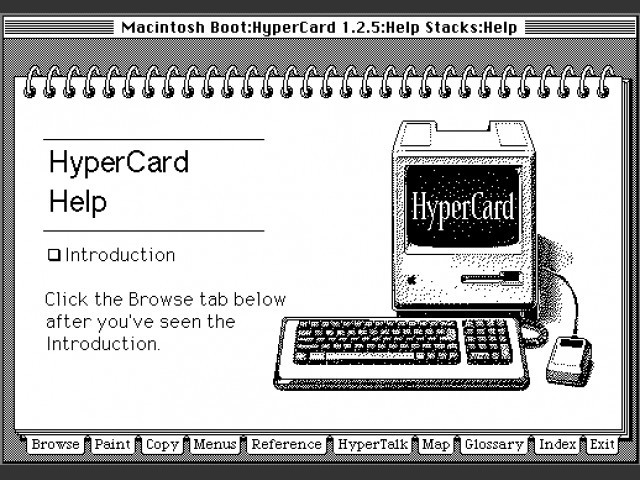 Macintosh Boot:HyperCard 1.2.5:Help Stacks:Help
HyperCard
Help
HyperCard
Introduction
Click the Browse tab below
after you've seen the
Introduction.
Browse Paint Copy Menus Reference HyperTalk Map Glossary Index Exit